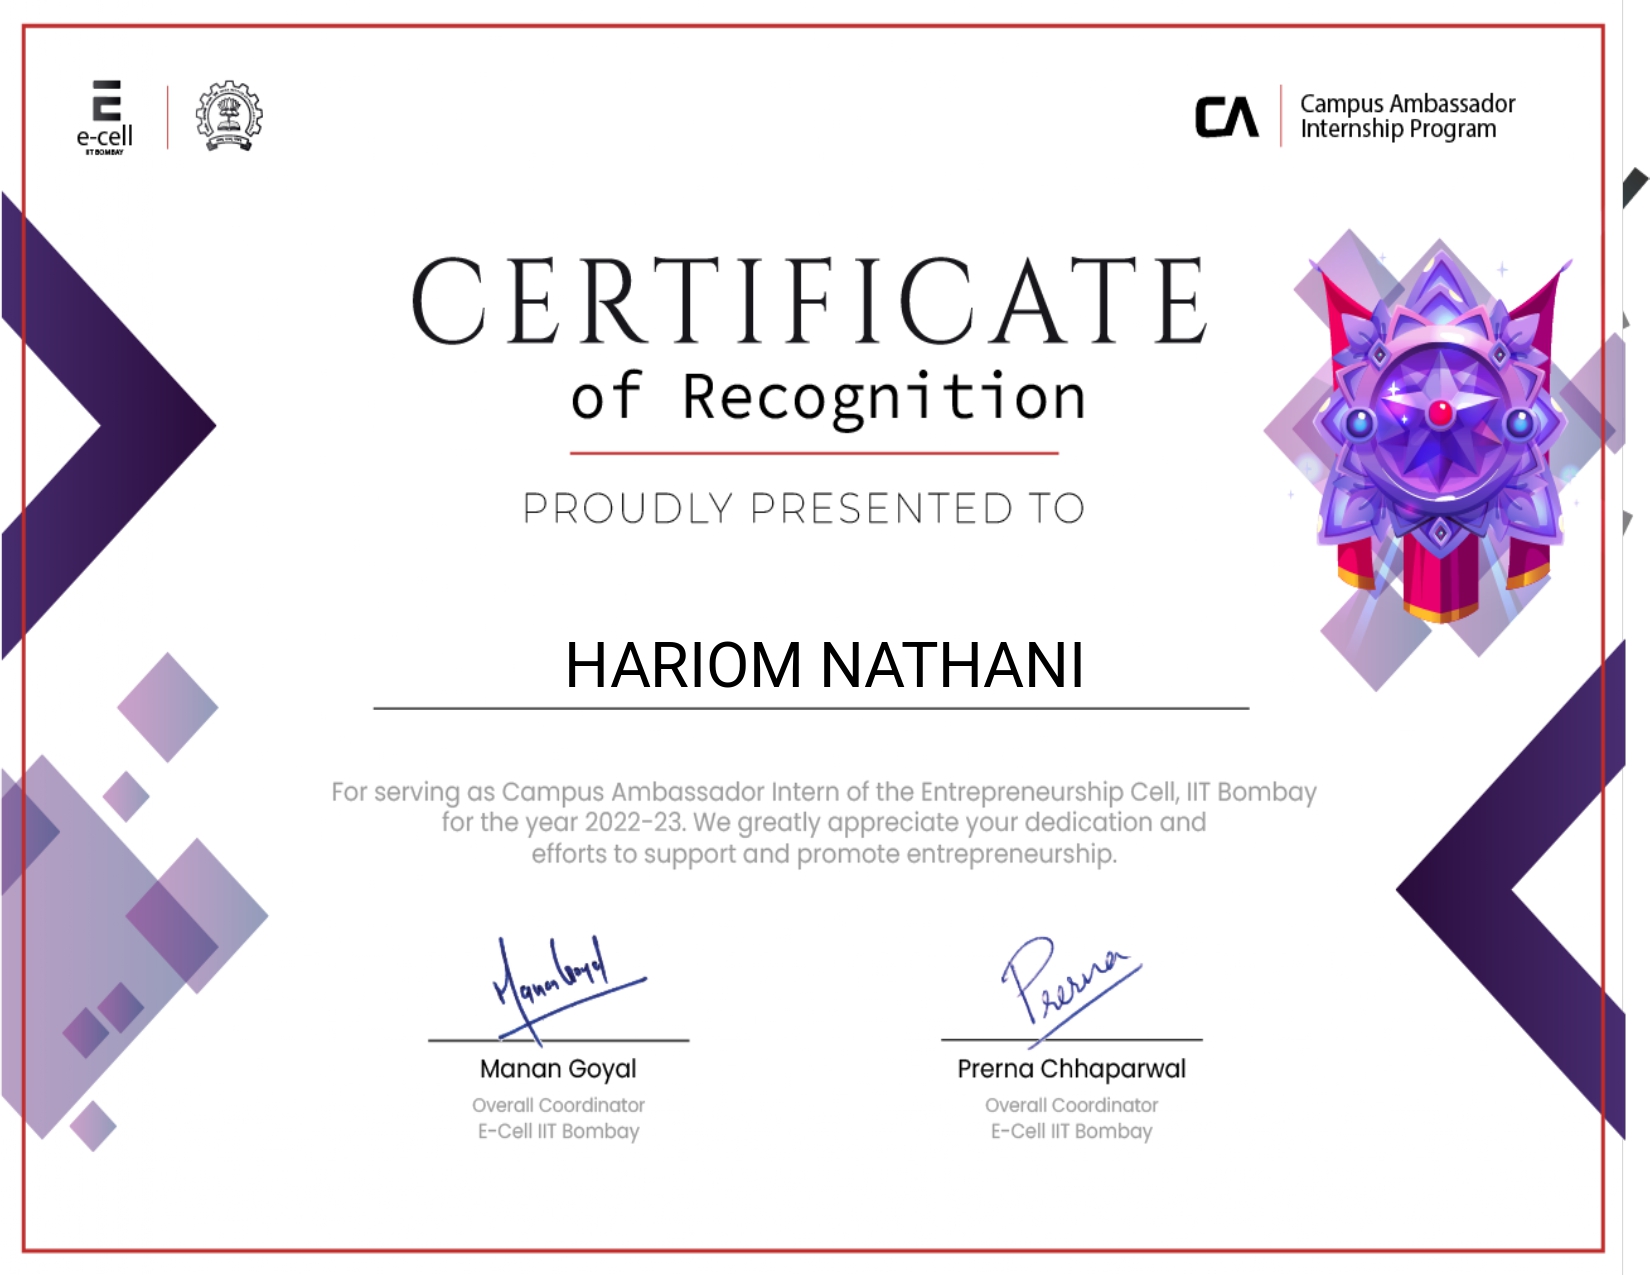 e-cell
IIT BOMBAY
CA
Campus Ambassador
Internship Program
CERTIFICATE
of Recognition
PROUDLY PRESENTED TO
HARIOM NATHANI
For serving as Campus Ambassador Intern of the Entrepreneurship Cell, IIT Bombay
for the year 2022-23. We greatly appreciate your dedication and
efforts to support and promote entrepreneurship.
Manan Goyal
Prerna
Manan Goyal
Prerna Chhaparwal
Overall Coordinator
E-Cell IIT Bombay
Overall Coordinator
E-Cell IIT Bombay